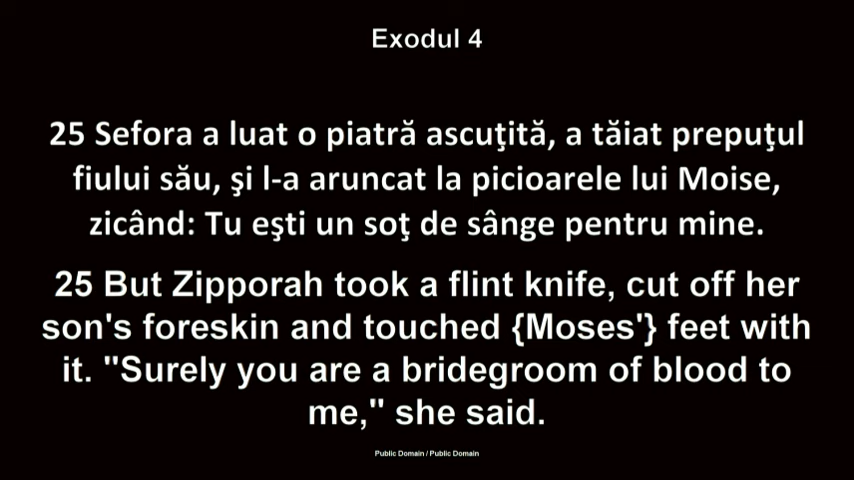 Exodul 4
25 Sefora a luat o piatră ascuţită, a tăiat prepuţul
fiului său, şi l-a aruncat la picioarele lui Moise,
zicând: Tu eşti un soţ de sânge pentru mine.
25 But Zipporah took a flint knife, cut off her
son's foreskin and touched {Moses'} feet with
it. "Surely you are a bridegroom of blood to
me," she said.
Public Domain / Public Domain